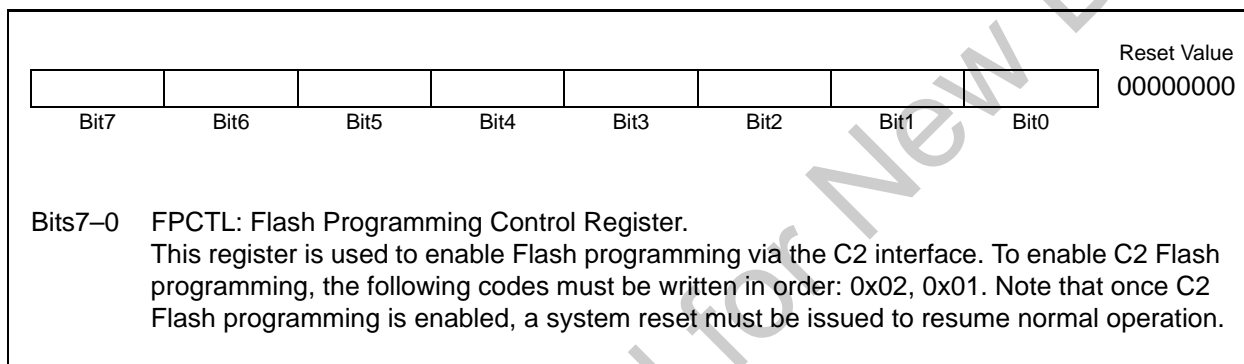 Reset Value
00000000
Bit7 Bit6 Bit5 Bit4 Bit3 Bit2 Bit1 Bit0
Bits7–0 FPCTL: Flash Programming Control Register.
This register is used to enable Flash programming via the C2 interface. To enable C2 Flash
programming, the following codes must be written in order: 0x02, 0x01. Note that once C2
Flash programming is enabled, a system reset must be issued to resume normal operation.
for New